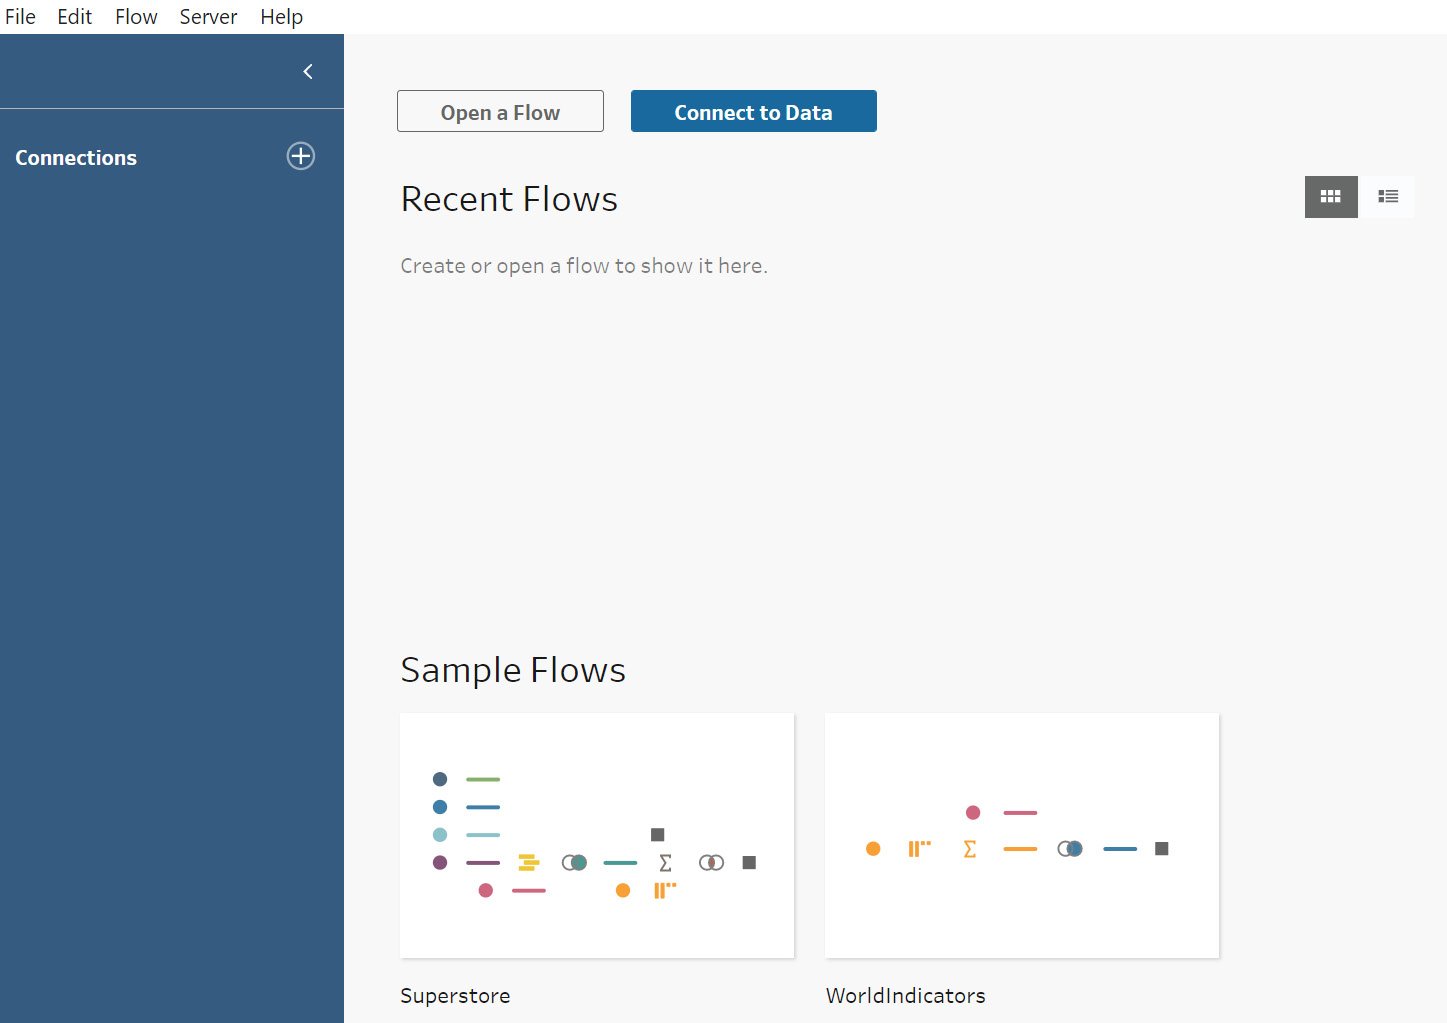 File Edit Flow Server Help
Connections
Open a Flow Connect to Data
Recent Flows
Create or open a flow to show it here.
Sample Flows
Superstore WorldIndicators